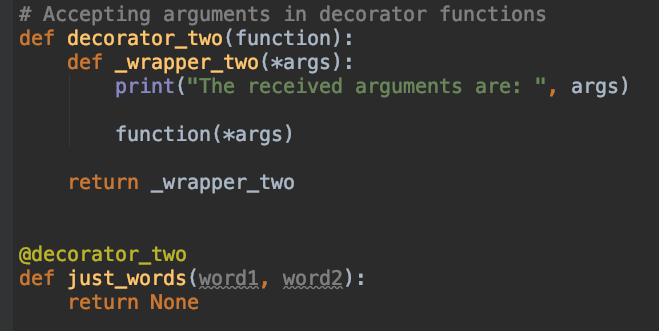 # Accepting arguments in decorator functions
def decorator_two(function):
    def _wrapper_two(*args):
        print("The received arguments are: ", args)
        function(*args)
    return _wrapper_two
@decorator_two
def just_words(word1, word2):
    return None